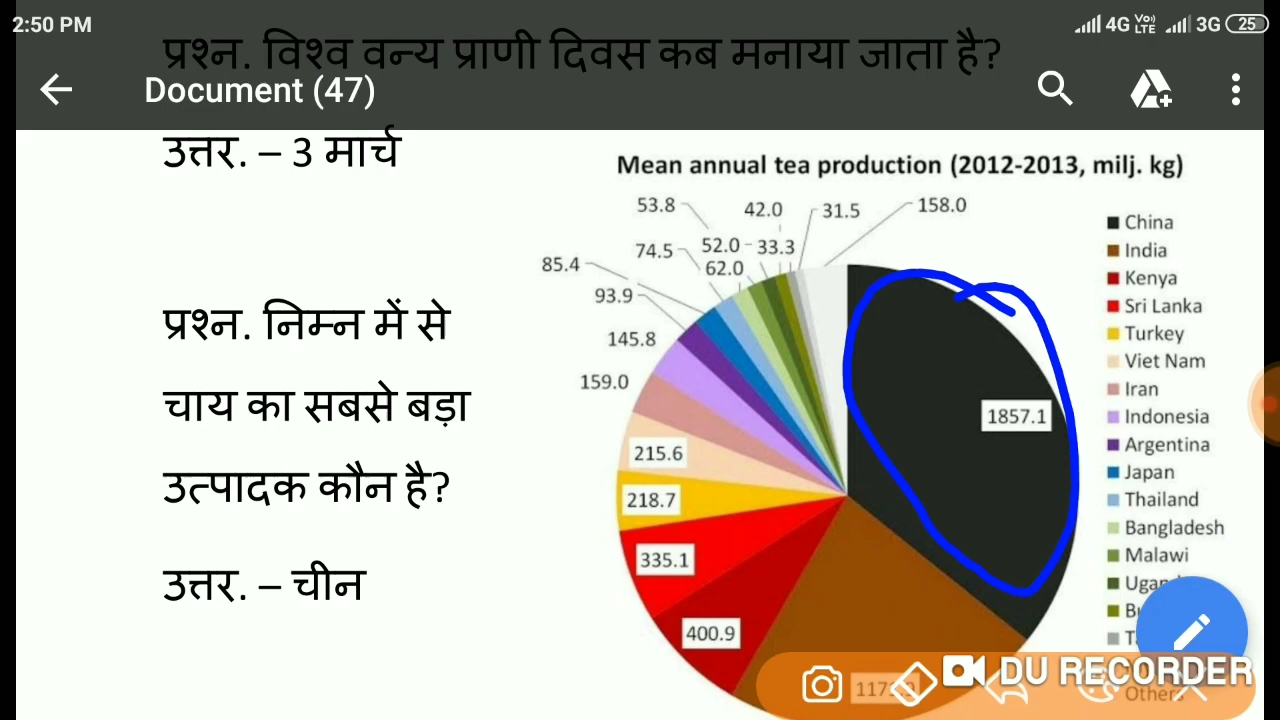 2:50 PM
4G Vo) LTE 3G 25
प्रश्न. विश्व वन्य प्राणी दिवस कब मनाया जाता है?
Document (47)
उत्तर. – 3 मार्च
प्रश्न. निम्न में से
चाय का सबसे बड़ा
उत्पादक कौन है?
उत्तर. – चीन
Mean annual tea production (2012-2013, milj. kg)
53.8
42.0
31.5
158.0
74.5
52.0
33.3
85.4
62.0
93.9
145.8
159.0
1857.1
215.6
218.7
335.1
400.9
China
India
Kenya
Sri Lanka
Turkey
Viet Nam
Iran
Indonesia
Argentina
Japan
Thailand
Bangladesh
Malawi
Others
DU RECORDER